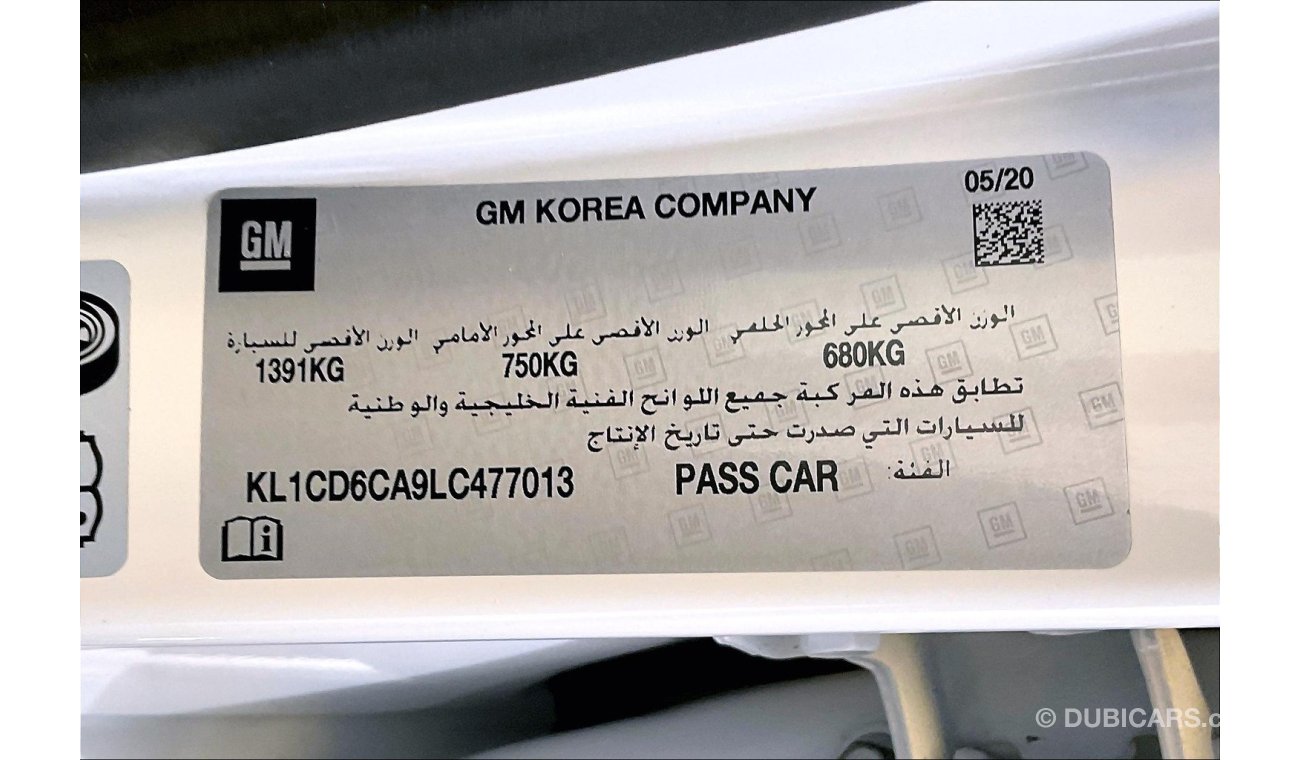 GM
GM KOREA COMPANY
05/20
الوزن الأقصى على المحور الخلفي الوزن الأقصى على المحور الأمامي الوزن الأقصى للسيارة
1391KG 750KG 680KG
تطابق هذه المركبة جميع اللوائح الفنية الخليجية والوطنية
للسيارات التي صدرت حتى تاريخ الإنتاج
KL1CD6CA9LC477013 PASS CAR الفئة:
© DUBICARS.c